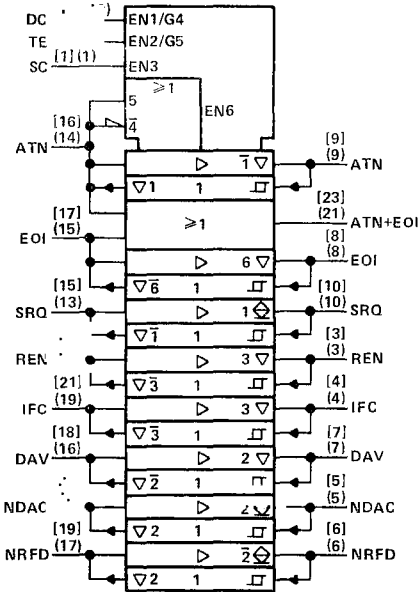 DC EN1/G4
TE EN2/G5
SC [1] (1) EN3
≥1
5 EN6
[16] 4̅
(14)
ATN
[9]
(9)
1̅ ▽ ATN
▽1 1
[23]
(21)
≥1 ATN+EOI
[17]
(15)
EOI
[8]
(8)
6 ▽ EOI
▽6̅ 1
[15]
(13)
SRQ
[10]
(10)
1 SRQ
▽1̅ 1
[3]
(3)
REN 3 ▽ REN
▽3̅ 1
[21]
(19)
IFC
[4]
(4)
3 ▽ IFC
▽3̅ 1
[18]
(16)
DAV
[7]
(7)
2 ▽ DAV
▽2̅ 1
[5]
(5)
NDAC NDAC
▽2 1
[19]
(17)
NRFD
[6]
(6)
2̅ NRFD
▽2 1